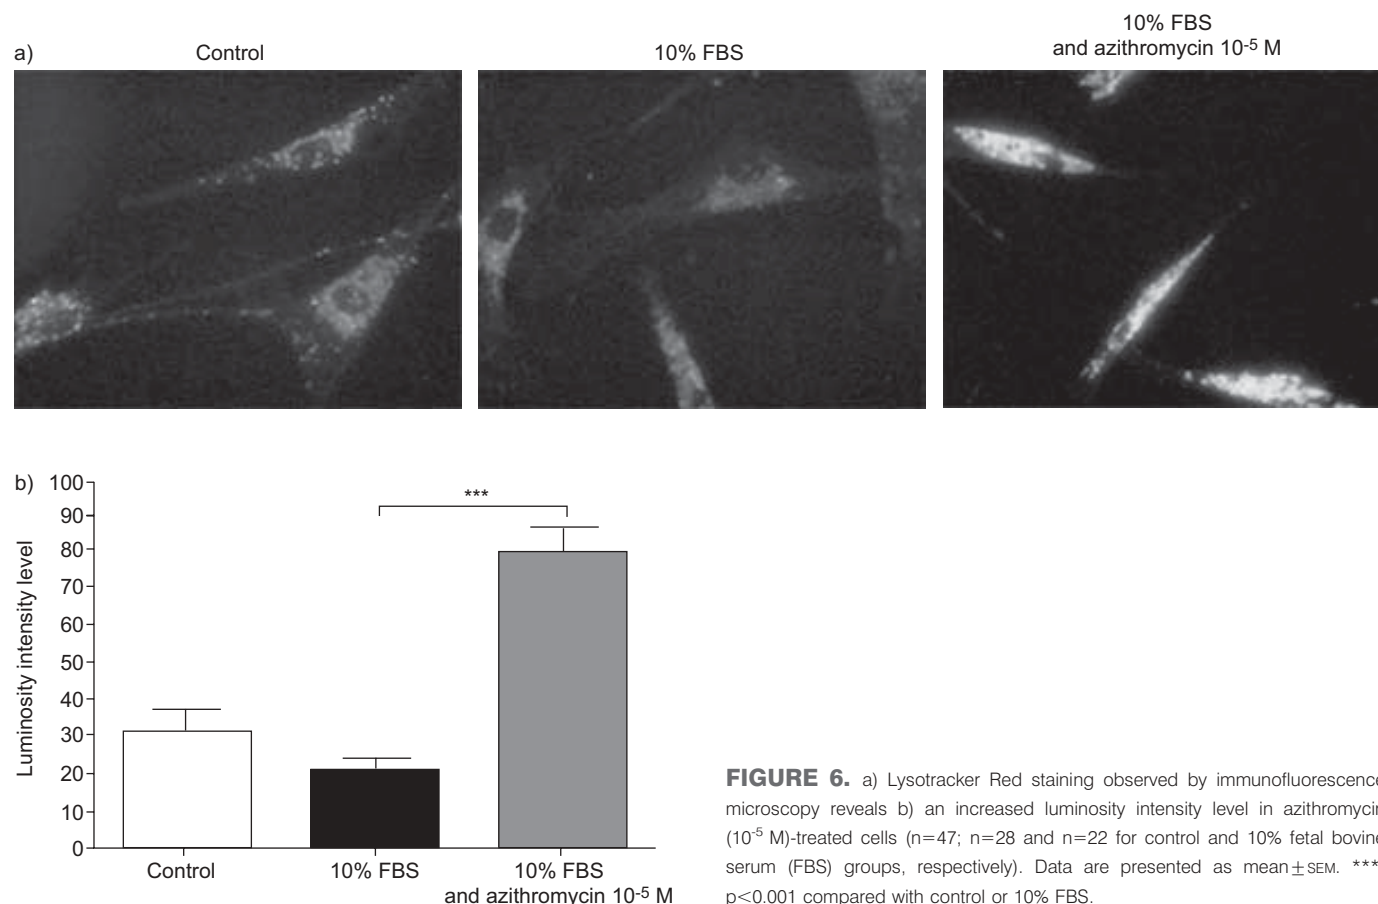 a)
Control
10% FBS
10% FBS
and azithromycin 10-5 M
b)
100
90
80
70
60
50
40
30
20
10
0
Luminosity intensity level
***
Control
10% FBS
10% FBS
and azithromycin 10-5 M
FIGURE 6. a) Lysotracker Red staining observed by immunofluorescence
microscopy reveals b) an increased luminosity intensity level in azithromycin
(10-5 M)-treated cells (n=47; n=28 and n=22 for control and 10% fetal bovine
serum (FBS) groups, respectively). Data are presented as mean±SEM. ***
p<0.001 compared with control or 10% FBS.